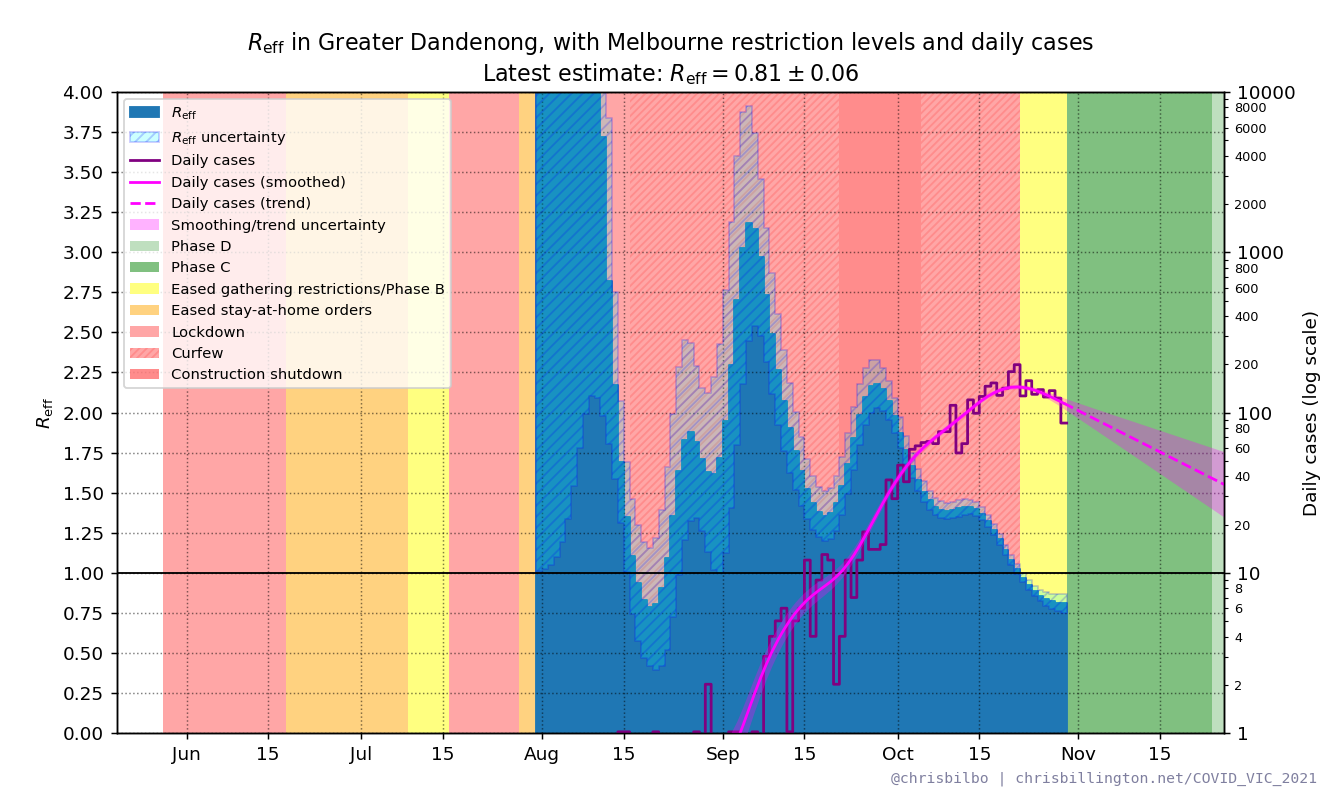 Reff in Greater Dandenong, with Melbourne restriction levels and daily cases
Latest estimate: Reff = 0.81 ± 0.06
Reff
Reff uncertainty
Daily cases
Daily cases (smoothed)
Daily cases (trend)
Smoothing/trend uncertainty
Phase D
Phase C
Eased gathering restrictions/Phase B
Eased stay-at-home orders
Lockdown
Curfew
Construction shutdown
Reff
4.00
3.75
3.50
3.25
3.00
2.75
2.50
2.25
2.00
1.75
1.50
1.25
1.00
0.75
0.50
0.25
0.00
Jun 15 Jul 15 Aug 15 Sep 15 Oct 15 Nov 15
10000
8000
6000
4000
2000
1000
800
600
400
200
100
80
60
40
20
10
8
6
4
2
1
Daily cases (log scale)
@chrisbilbo | chrisbillington.net/COVID_VIC_2021